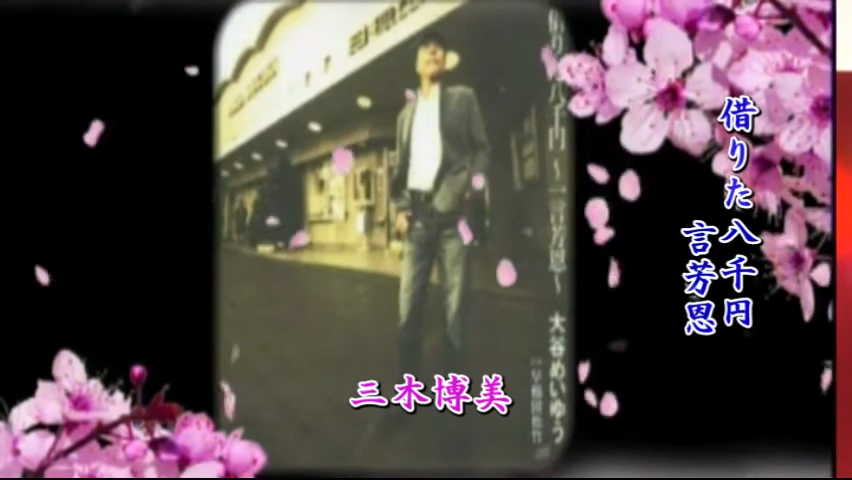 借りた八千円
言芳恩
借りた八千円~一言芳恩~
大谷めいゆう
三木博美